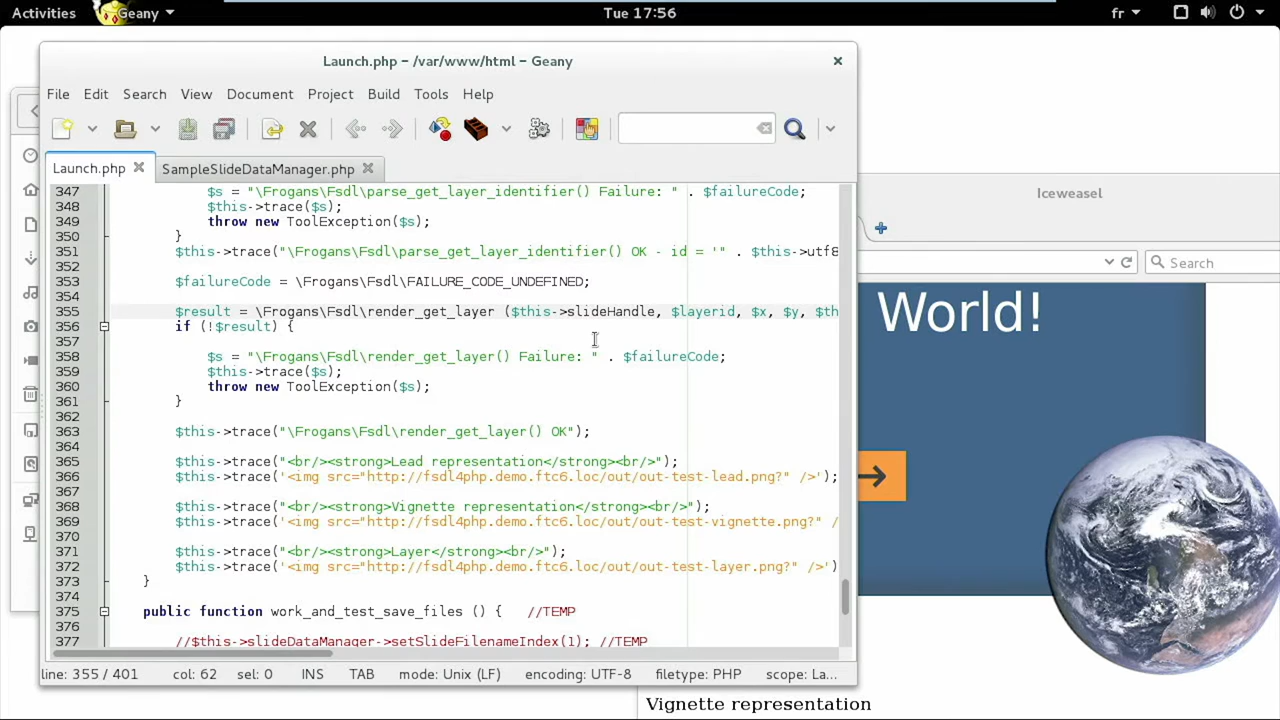 Activities Geany Tue 17:56 fr
Launch.php – /var/www/html – Geany ×
File Edit Search View Document Project Build Tools Help
Launch.php SampleSlideDataManager.php
347 $s = "\Frogans\Fsdl\parse_get_layer_identifier() Failure: " . $failureCode;
348 $this->trace($s);
349 throw new ToolException($s);
350 }
351 $this->trace("\Frogans\Fsdl\parse_get_layer_identifier() OK - id = '" . $this->utf8
352
353 $failureCode = \Frogans\Fsdl\FAILURE_CODE_UNDEFINED;
354
355 $result = \Frogans\Fsdl\render_get_layer ($this->slideHandle, $layerid, $x, $y, $th
356 if (!$result) {
357
358 $s = "\Frogans\Fsdl\render_get_layer() Failure: " . $failureCode;
359 $this->trace($s);
360 throw new ToolException($s);
361 }
362
363 $this->trace("\Frogans\Fsdl\render_get_layer() OK");
364
365 $this->trace("<br/><strong>Lead representation</strong><br/>");
366 $this->trace('<img src="http://fsdl4php.demo.ftc6.loc/out/out-test-lead.png?" />');
367
368 $this->trace("<br/><strong>Vignette representation</strong><br/>");
369 $this->trace('<img src="http://fsdl4php.demo.ftc6.loc/out/out-test-vignette.png?" /
370
371 $this->trace("<br/><strong>Layer</strong><br/>");
372 $this->trace('<img src="http://fsdl4php.demo.ftc6.loc/out/out-test-layer.png?" />')
373 }
374
375 public function work_and_test_save_files () { //TEMP
376
377 //$this->slideDataManager->setSlideFilenameIndex(1); //TEMP
line: 355 / 401 col: 62 sel: 0 INS TAB mode: Unix (LF) encoding: UTF-8 filetype: PHP scope: La...
Iceweasel
Search
World!
Vignette representation